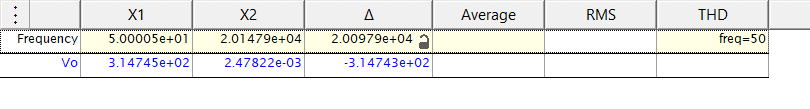 X1 X2 Δ Average RMS THD
Frequency 5.00005e+01 2.01479e+04 2.00979e+04 freq=50
Vo 3.14745e+02 2.47822e-03 -3.14743e+02